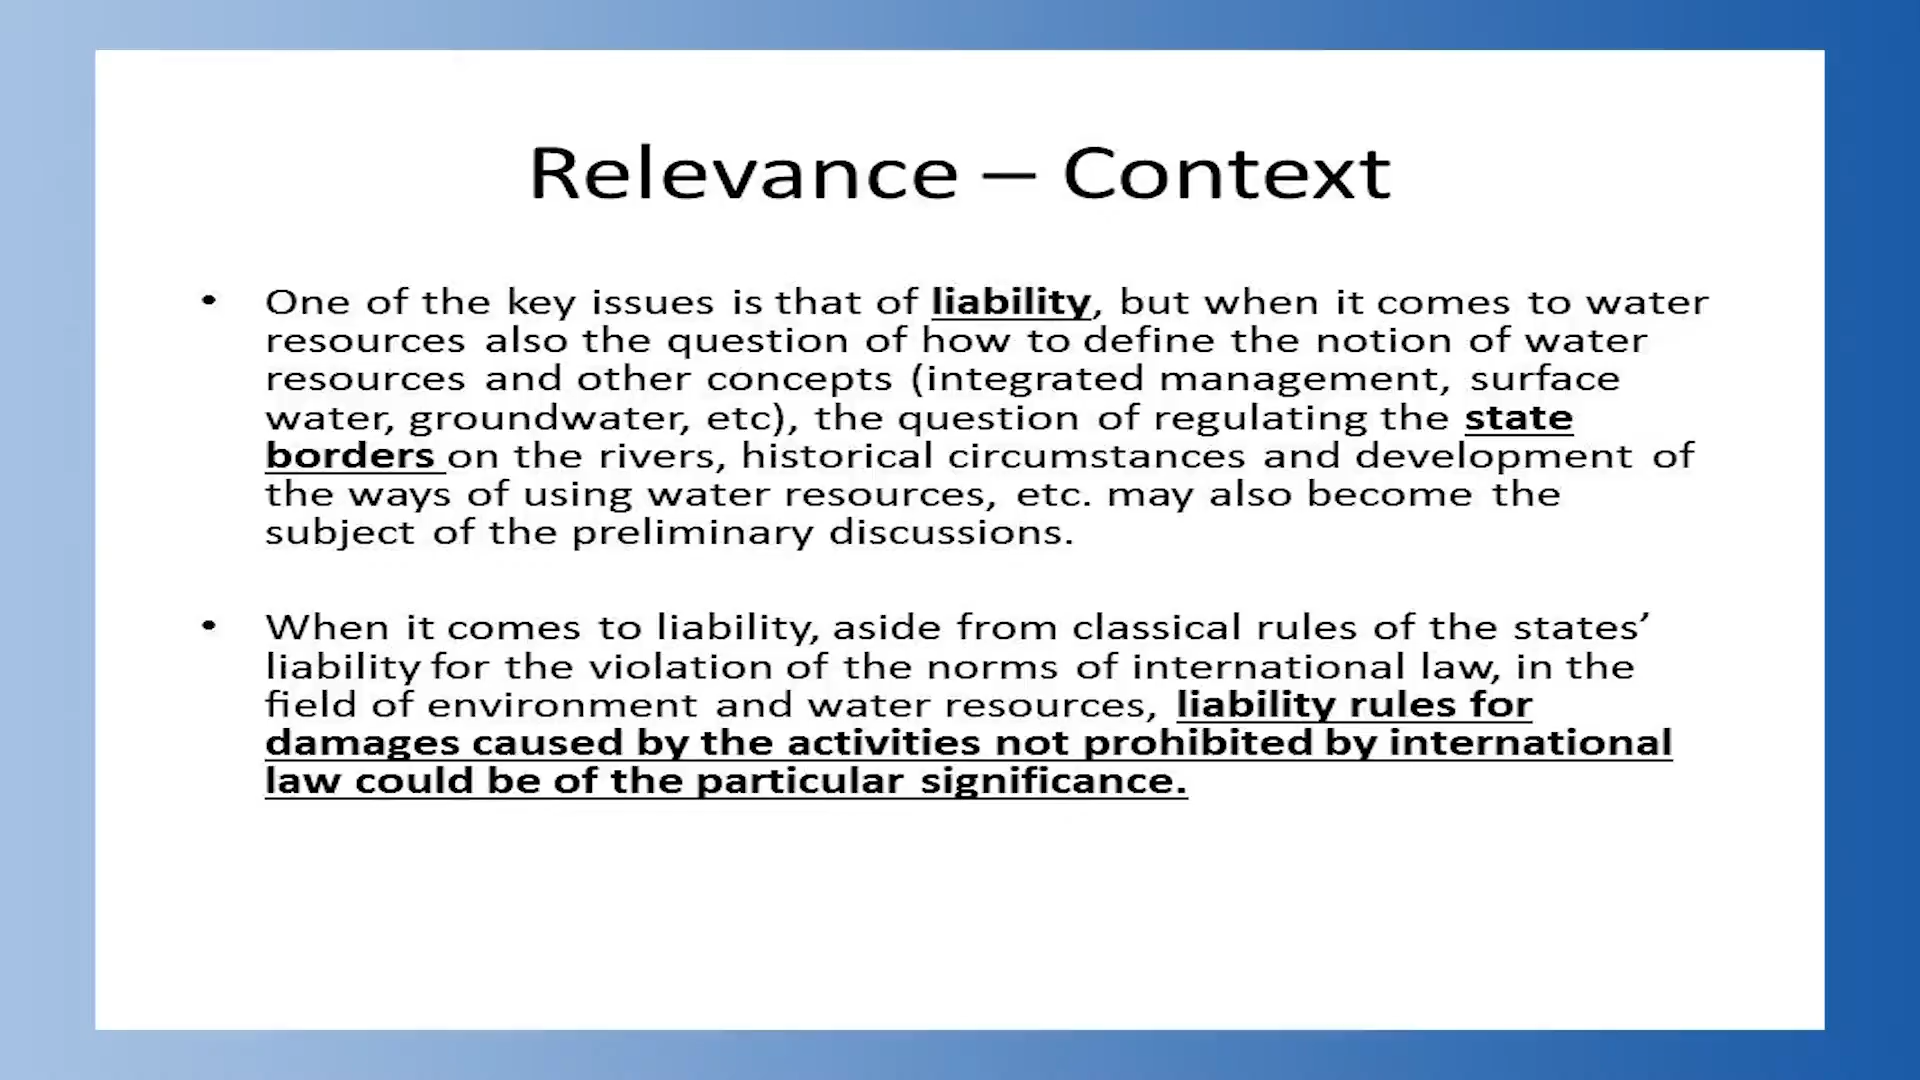 Relevance – Context
• One of the key issues is that of liability, but when it comes to water
resources also the question of how to define the notion of water
resources and other concepts (integrated management, surface
water, groundwater, etc), the question of regulating the state
borders on the rivers, historical circumstances and development of
the ways of using water resources, etc. may also become the
subject of the preliminary discussions.
• When it comes to liability, aside from classical rules of the states’
liability for the violation of the norms of international law, in the
field of environment and water resources, liability rules for
damages caused by the activities not prohibited by international
law could be of the particular significance.